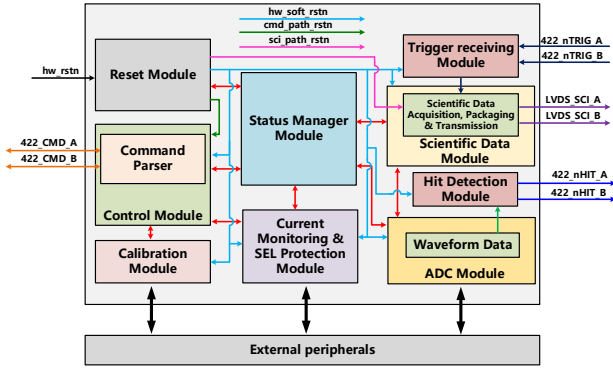 hw_soft_rstn
cmd_path_rstn
sci_path_rstn
hw_rstn
Reset Module
Trigger receiving
Module
422_nTRIG_A
422_nTRIG_B
Status Manager
Module
Scientific Data
Acquisition, Packaging
& Transmission
Scientific Data
Module
LVDS_SCI_A
LVDS_SCI_B
422_CMD_A
422_CMD_B
Command
Parser
Control Module
Hit Detection
Module
422_nHIT_A
422_nHIT_B
Calibration
Module
Current
Monitoring &
SEL Protection
Module
Waveform Data
ADC Module
External peripherals